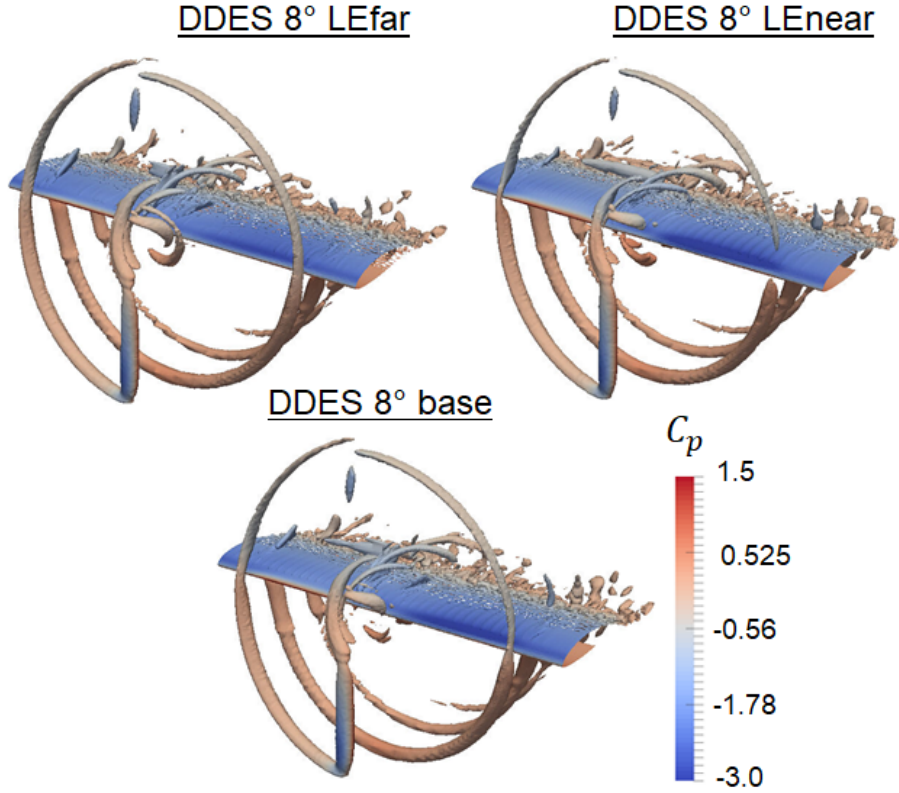 DDES 8° LEfar
DDES 8° LEnear
DDES 8° base
C_p
1.5
0.525
-0.56
-1.78
-3.0